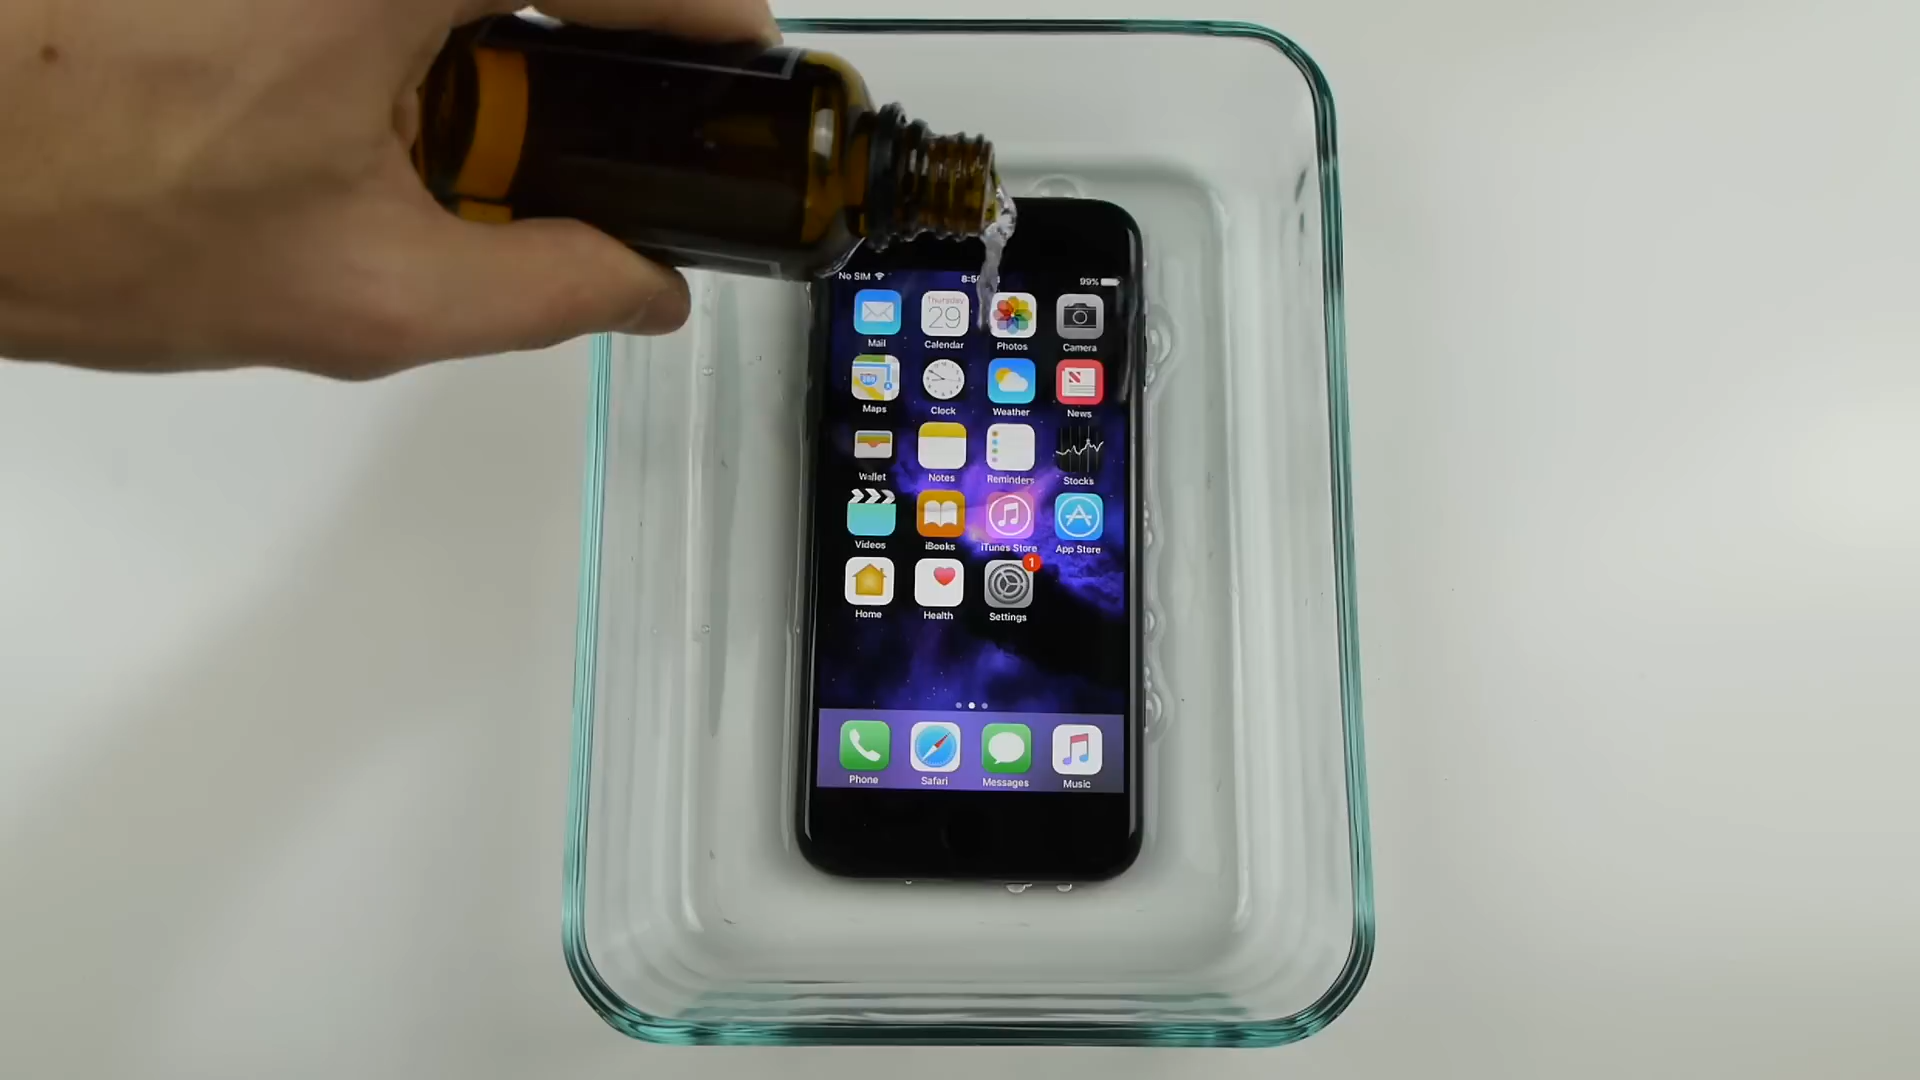 No SIM 99%
Thursday
29
Mail Calendar Photos Camera
Maps Clock Weather News
Wallet Notes Reminders Stocks
Videos iBooks iTunes Store App Store
1
Home Health Settings
Phone Safari Messages Music